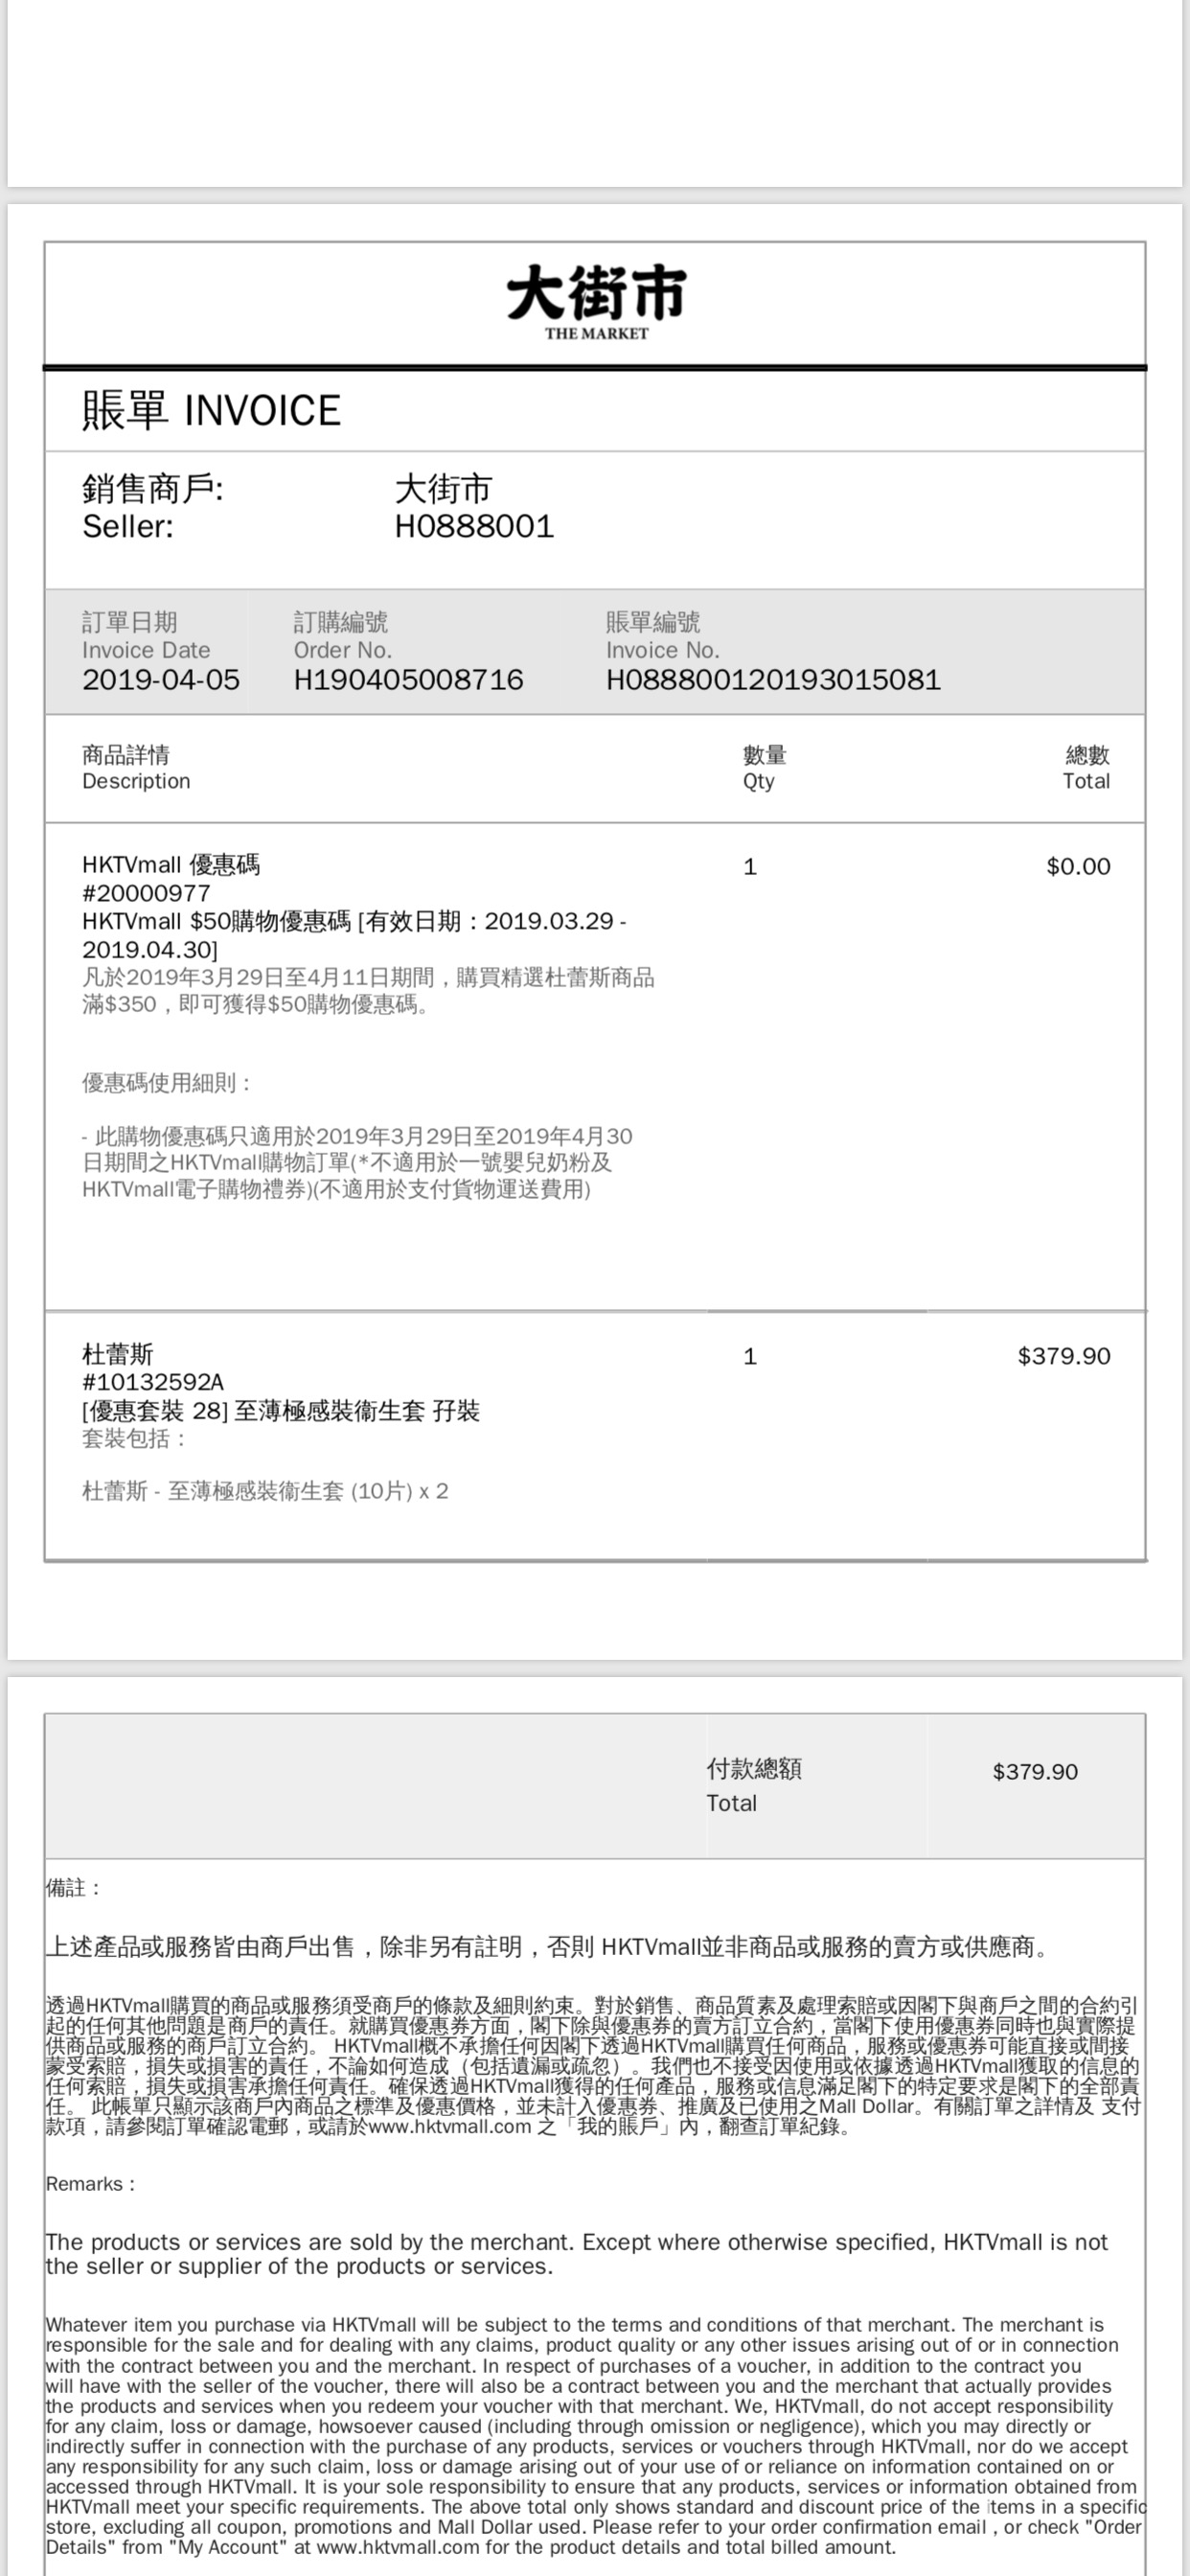 大街市
THE MARKET
賬單 INVOICE
銷售商戶: 大街市
Seller: H0888001
訂單日期 訂購編號 賬單編號
Invoice Date Order No. Invoice No.
2019-04-05 H190405008716 H088800120193015081
商品詳情 數量 總數
Description Qty Total
HKTVmall 優惠碼 1 $0.00
#20000977
HKTVmall $50購物優惠碼 [有效日期：2019.03.29 -
2019.04.30]
凡於2019年3月29日至4月11日期間，購買精選杜蕾斯商品
滿$350，即可獲得$50購物優惠碼。
優惠碼使用細則：
- 此購物優惠碼只適用於2019年3月29日至2019年4月30
日期間之HKTVmall購物訂單(*不適用於一號嬰兒奶粉及
HKTVmall電子購物禮券)(不適用於支付貨物運送費用)
杜蕾斯 1 $379.90
#10132592A
[優惠套裝 28] 至薄極感裝衞生套 孖裝
套裝包括：
杜蕾斯 - 至薄極感裝衞生套 (10片) x 2
付款總額 $379.90
Total
備註：
上述產品或服務皆由商戶出售，除非另有註明，否則 HKTVmall並非商品或服務的賣方或供應商。
透過HKTVmall購買的商品或服務須受商戶的條款及細則約束。對於銷售、商品質素及處理索賠或因閣下與商戶之間的合約引
起的任何其他問題是商戶的責任。就購買優惠券方面，閣下除與優惠券的賣方訂立合約，當閣下使用優惠券同時也與實際提
供商品或服務的商戶訂立合約。 HKTVmall概不承擔任何因閣下透過HKTVmall購買任何商品，服務或優惠券可能直接或間接
蒙受索賠，損失或損害的責任，不論如何造成（包括遺漏或疏忽）。我們也不接受因使用或依據透過HKTVmall獲取的信息的
任何索賠，損失或損害承擔任何責任。確保透過HKTVmall獲得的任何產品，服務或信息滿足閣下的特定要求是閣下的全部責
任。 此帳單只顯示該商戶內商品之標準及優惠價格，並未計入優惠券、推廣及已使用之Mall Dollar。有關訂單之詳情及 支付
款項，請參閱訂單確認電郵，或請於www.hktvmall.com 之「我的賬戶」內，翻查訂單紀錄。
Remarks :
The products or services are sold by the merchant. Except where otherwise specified, HKTVmall is not
the seller or supplier of the products or services.
Whatever item you purchase via HKTVmall will be subject to the terms and conditions of that merchant. The merchant is
responsible for the sale and for dealing with any claims, product quality or any other issues arising out of or in connection
with the contract between you and the merchant. In respect of purchases of a voucher, in addition to the contract you
will have with the seller of the voucher, there will also be a contract between you and the merchant that actually provides
the products and services when you redeem your voucher with that merchant. We, HKTVmall, do not accept responsibility
for any claim, loss or damage, howsoever caused (including through omission or negligence), which you may directly or
indirectly suffer in connection with the purchase of any products, services or vouchers through HKTVmall, nor do we accept
any responsibility for any such claim, loss or damage arising out of your use of or reliance on information contained on or
accessed through HKTVmall. It is your sole responsibility to ensure that any products, services or information obtained from
HKTVmall meet your specific requirements. The above total only shows standard and discount price of the items in a specific
store, excluding all coupon, promotions and Mall Dollar used. Please refer to your order confirmation email , or check "Order
Details" from "My Account" at www.hktvmall.com for the product details and total billed amount.